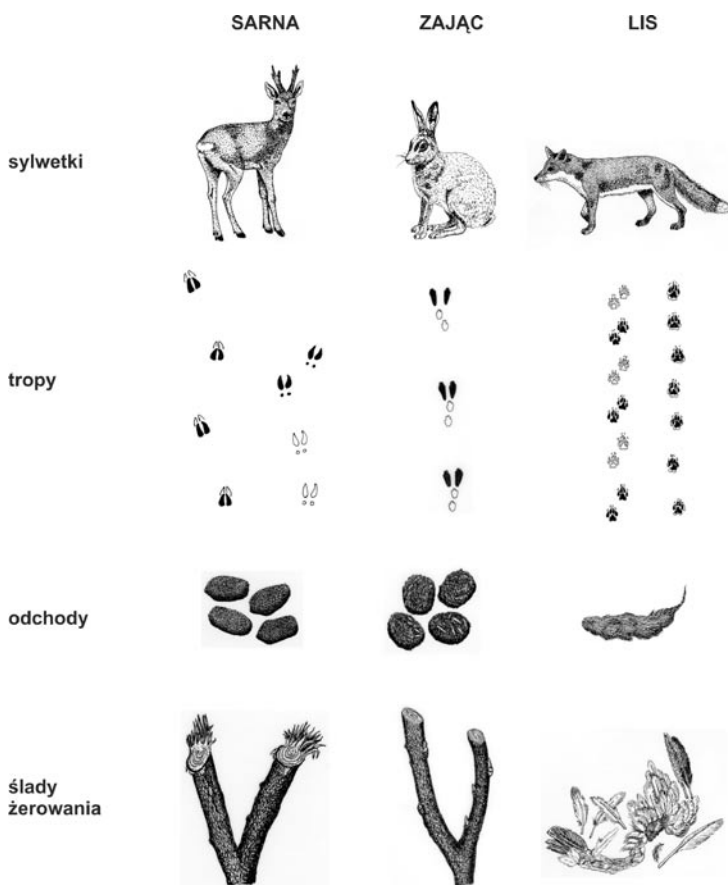 SARNA ZAJĄC LIS
sylwetki
tropy
odchody
ślady
żerowania